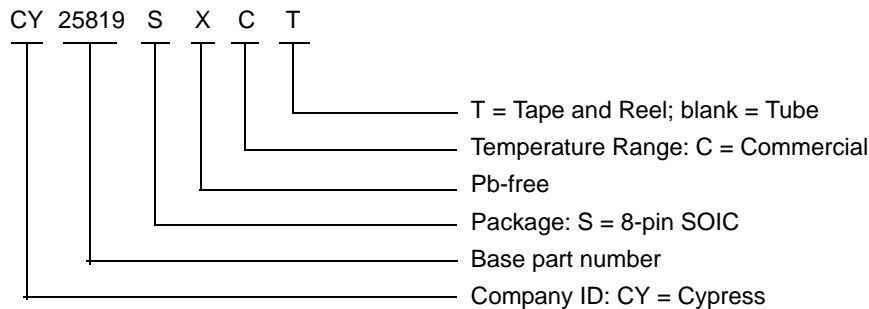 CY 25819 S X C T
T = Tape and Reel; blank = Tube
Temperature Range: C = Commercial
Pb-free
Package: S = 8-pin SOIC
Base part number
Company ID: CY = Cypress